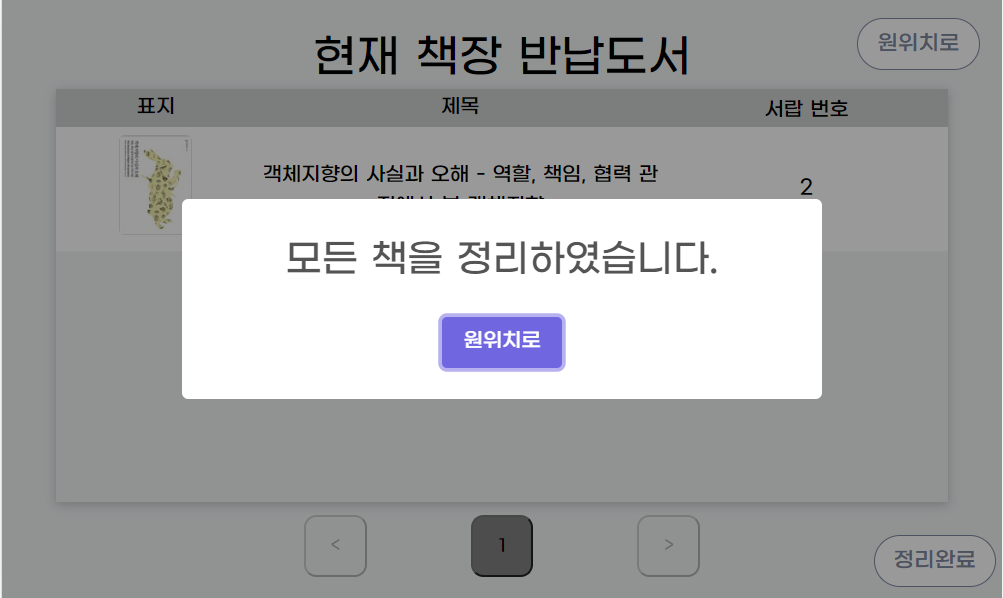 현재 책장 반납도서
원위치로
표지 제목 서랍 번호
객체지향의 사실과 오해 - 역할, 책임, 협력 관
2
모든 책을 정리하였습니다.
원위치로
< 1 >
정리완료